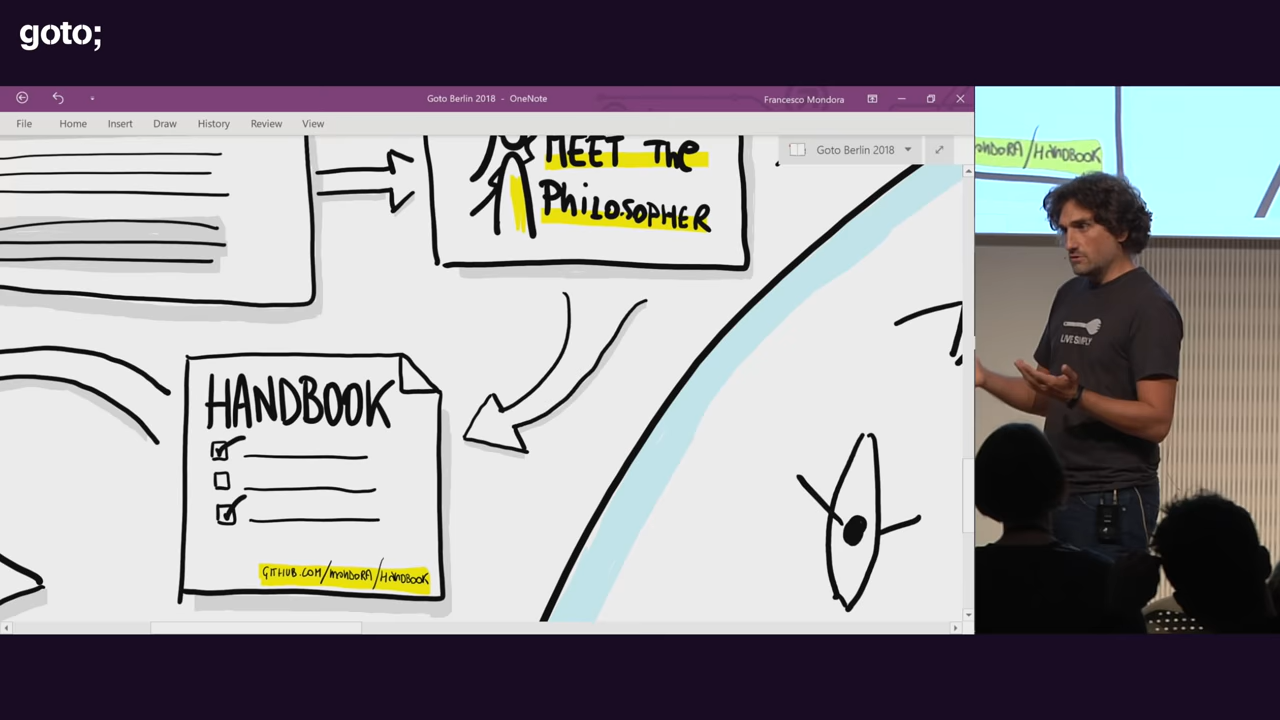 goto;
Goto Berlin 2018 - OneNote
Francesco Mondora
File Home Insert Draw History Review View
Goto Berlin 2018
MEET The
PhiLOSOPHER
HANDBOOK
GITHUB.COM/MONDORA/HANDBOOK
MONDORA/HANDBOOK
LIVE SIMPLY